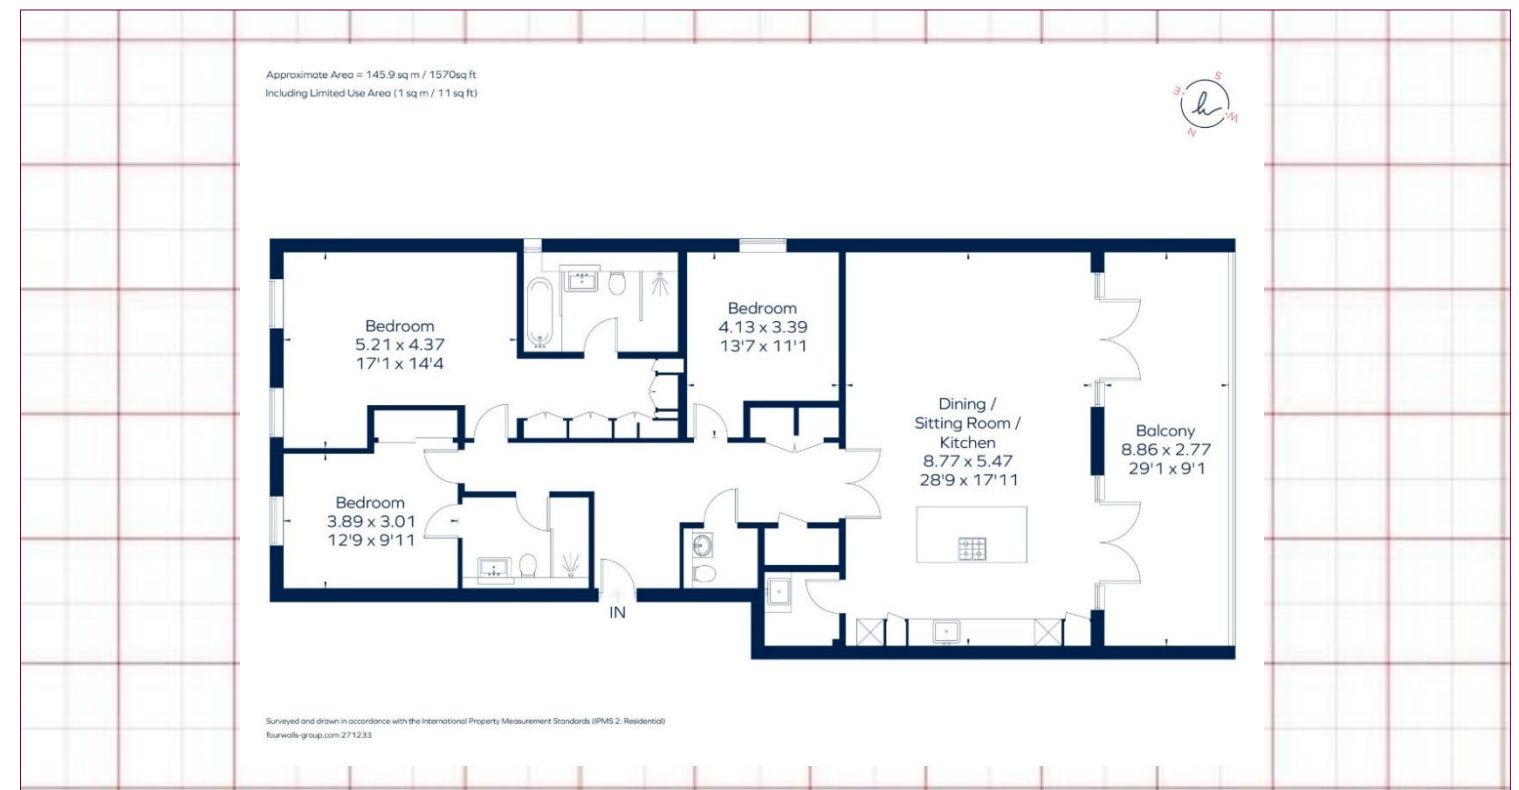 Approximate Area = 145.9 sq m / 1570sq ft
Including Limited Use Area (1 sq m / 11 sq ft)
S
E
W
N
Bedroom
5.21 x 4.37
17'1 x 14'4
Bedroom
4.13 x 3.39
13'7 x 11'1
Dining /
Sitting Room /
Kitchen
8.77 x 5.47
28'9 x 17'11
Balcony
8.86 x 2.77
29'1 x 9'1
Bedroom
3.89 x 3.01
12'9 x 9'11
IN
Surveyed and drawn in accordance with the International Property Measurement Standards (IPMS 2: Residential)
fourwalls-group.com 271233